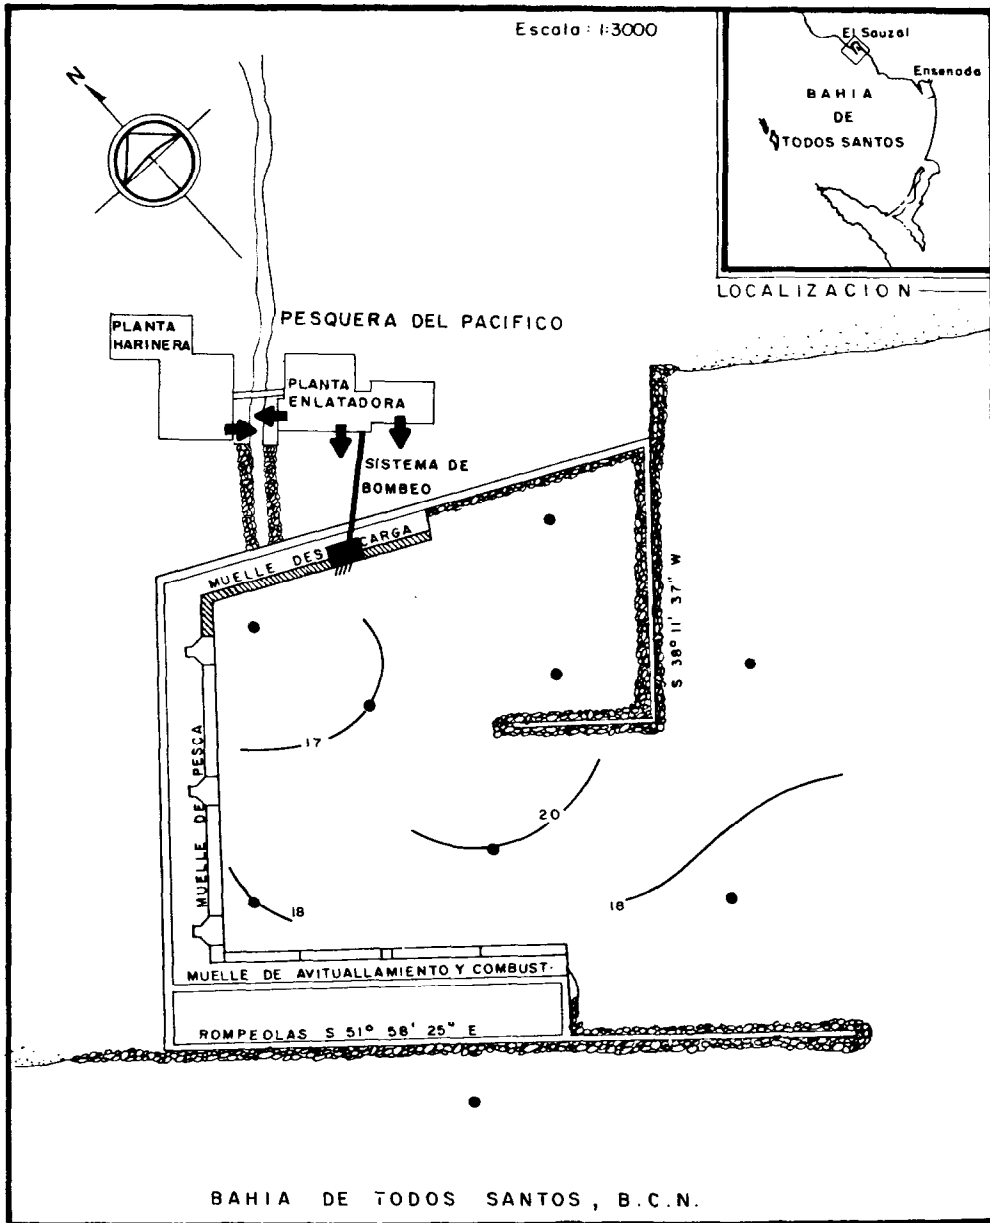 Escala : 1:3000
El Sauzal
Ensenada
BAHIA
DE
TODOS SANTOS
LOCALIZACION
N
PESQUERA DEL PACIFICO
PLANTA
HARINERA
PLANTA
ENLATADORA
SISTEMA DE
BOMBEO
MUELLE DESCARGA
S 38° 11' 37" W
MUELLE DE PESCA
17
20
18
18
MUELLE DE AVITUALLAMIENTO Y COMBUST.
ROMPEOLAS S 51° 58' 25" E
BAHIA DE TODOS SANTOS, B.C.N.